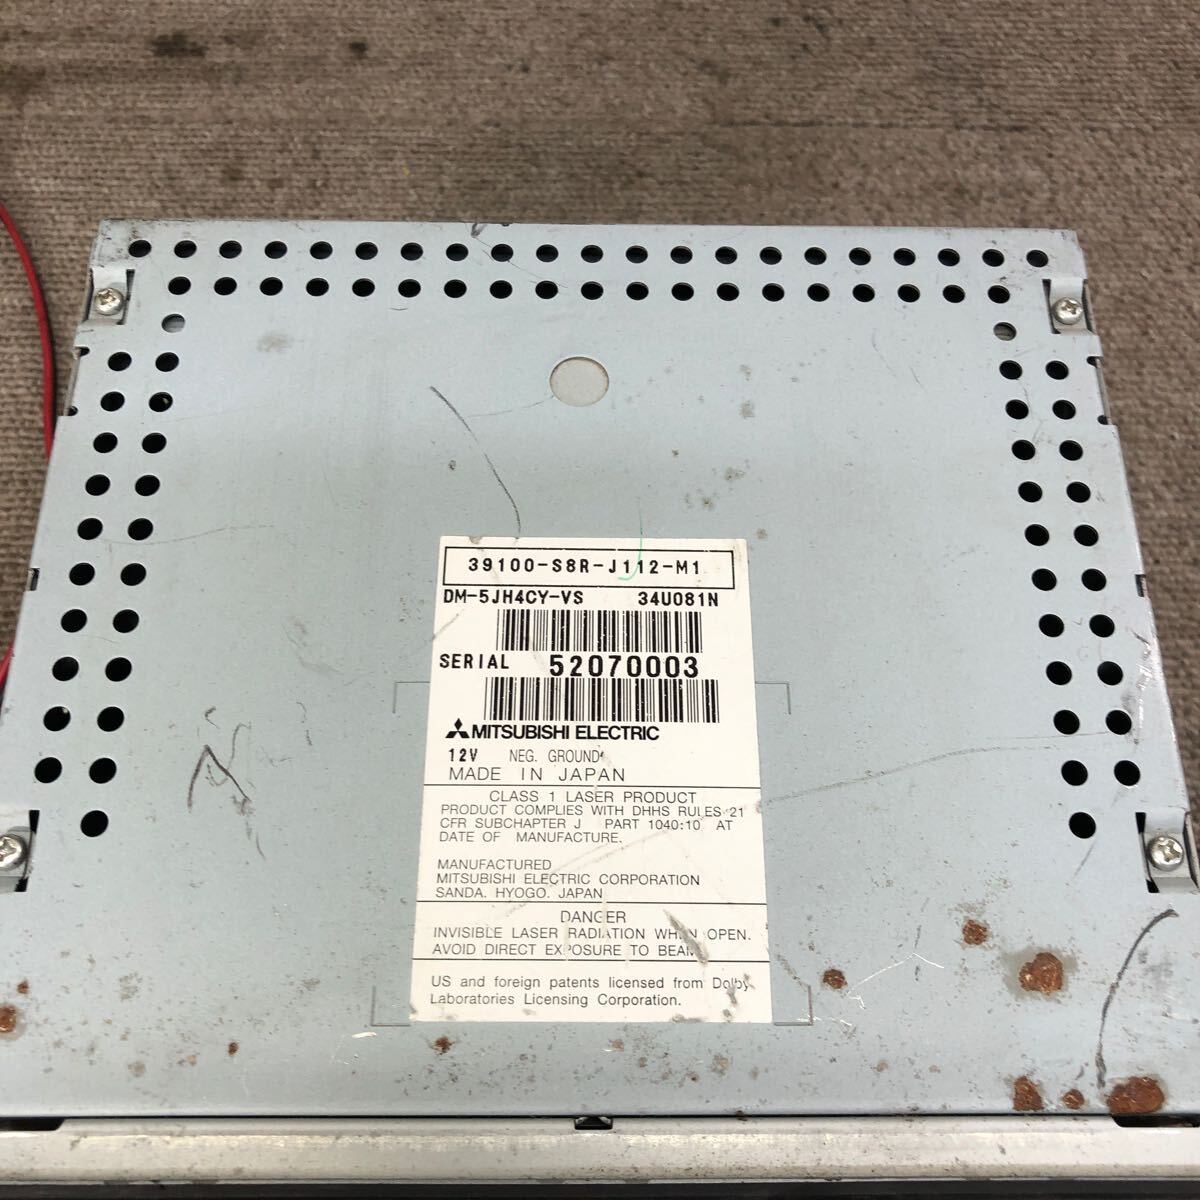 39100-S8R-J112-M1
DM-5JH4CY-VS 34U081N
SERIAL 52070003
MITSUBISHI ELECTRIC
12V NEG. GROUND
MADE IN JAPAN
CLASS 1 LASER PRODUCT
PRODUCT COMPLIES WITH DHHS RULES 21
CFR SUBCHAPTER J PART 1040:10 AT
DATE OF MANUFACTURE.
MANUFACTURED
MITSUBISHI ELECTRIC CORPORATION
SANDA. HYOGO. JAPAN
DANGER
INVISIBLE LASER RADIATION WHEN OPEN.
AVOID DIRECT EXPOSURE TO BEAM
US and foreign patents licensed from Dolby
Laboratories Licensing Corporation.